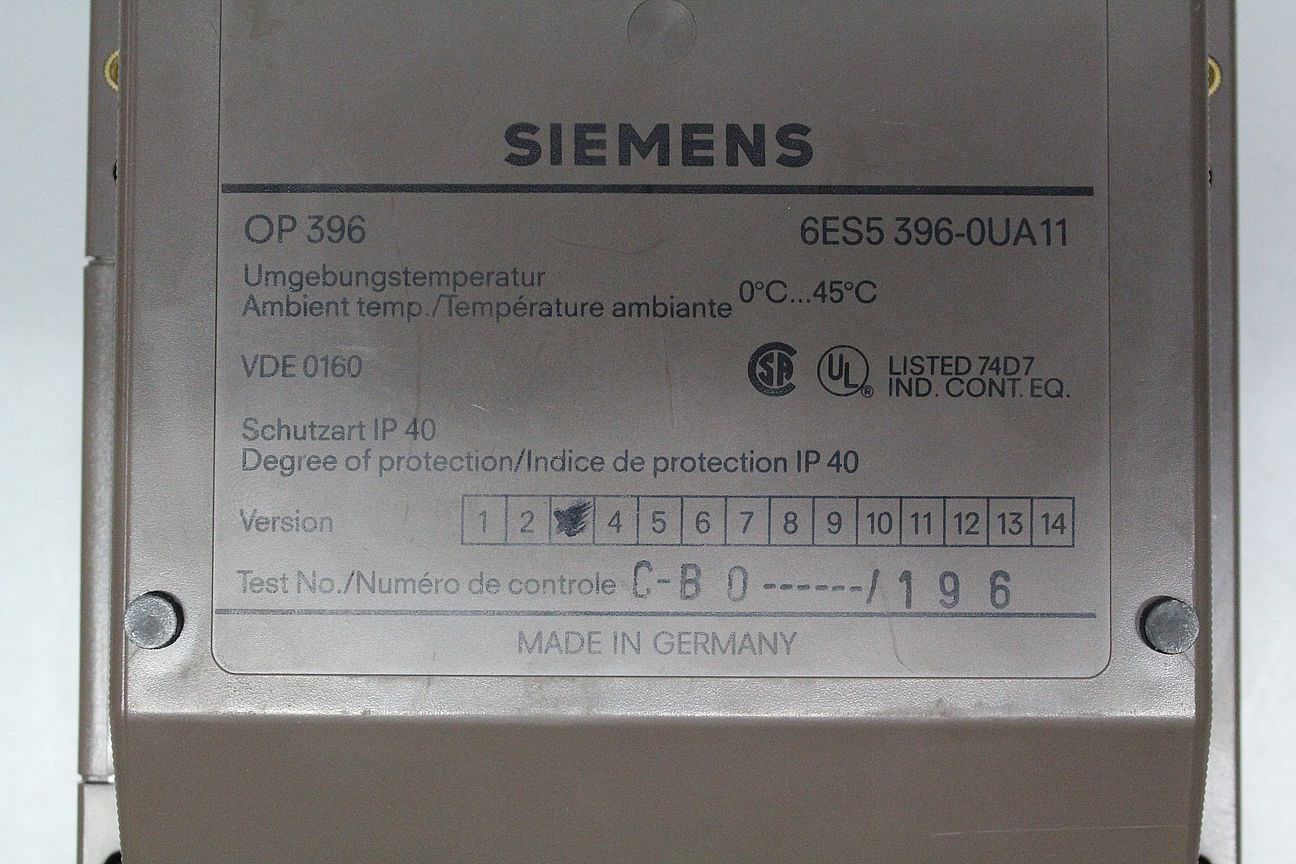 SIEMENS
OP 396 6ES5 396-0UA11
Umgebungstemperatur
Ambient temp./Température ambiante 0°C...45°C
VDE 0160 SA UL ® LISTED 74D7
IND. CONT. EQ.
Schutzart IP 40
Degree of protection/Indice de protection IP 40
Version 1 2 4 5 6 7 8 9 10 11 12 13 14
Test No./Numéro de controle C-B 0------/196
MADE IN GERMANY